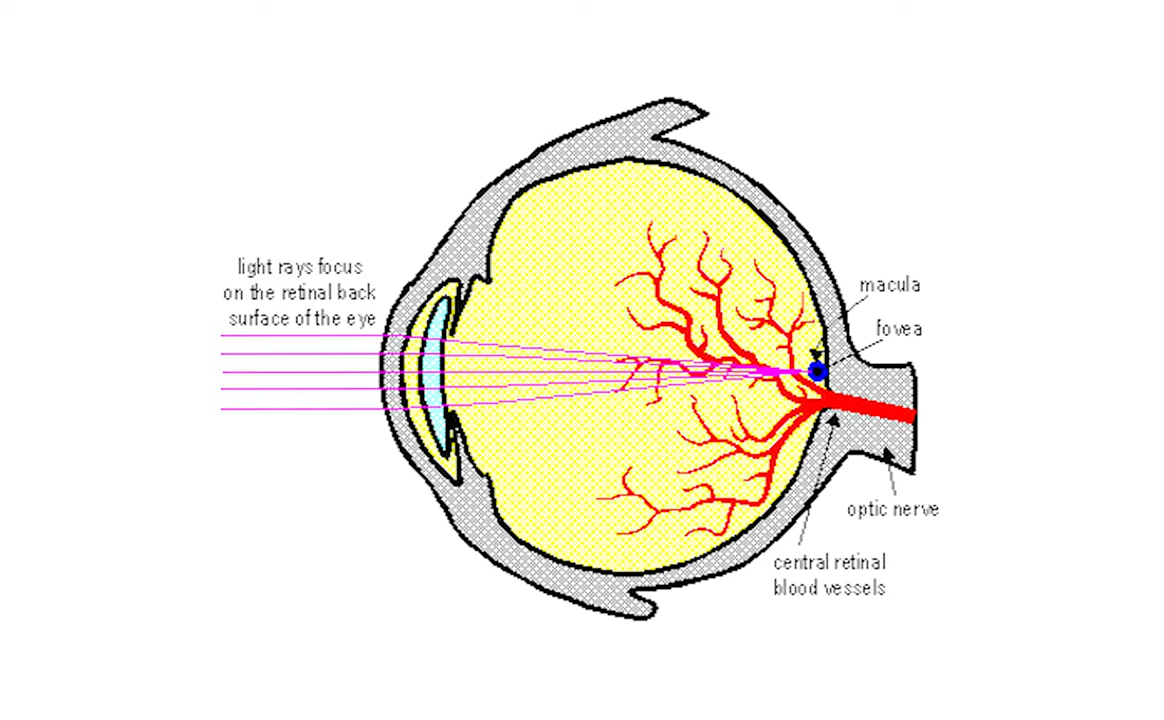 light rays focus
on the retinal back
surface of the eye
macula
fovea
optic nerve
central retinal
blood vessels